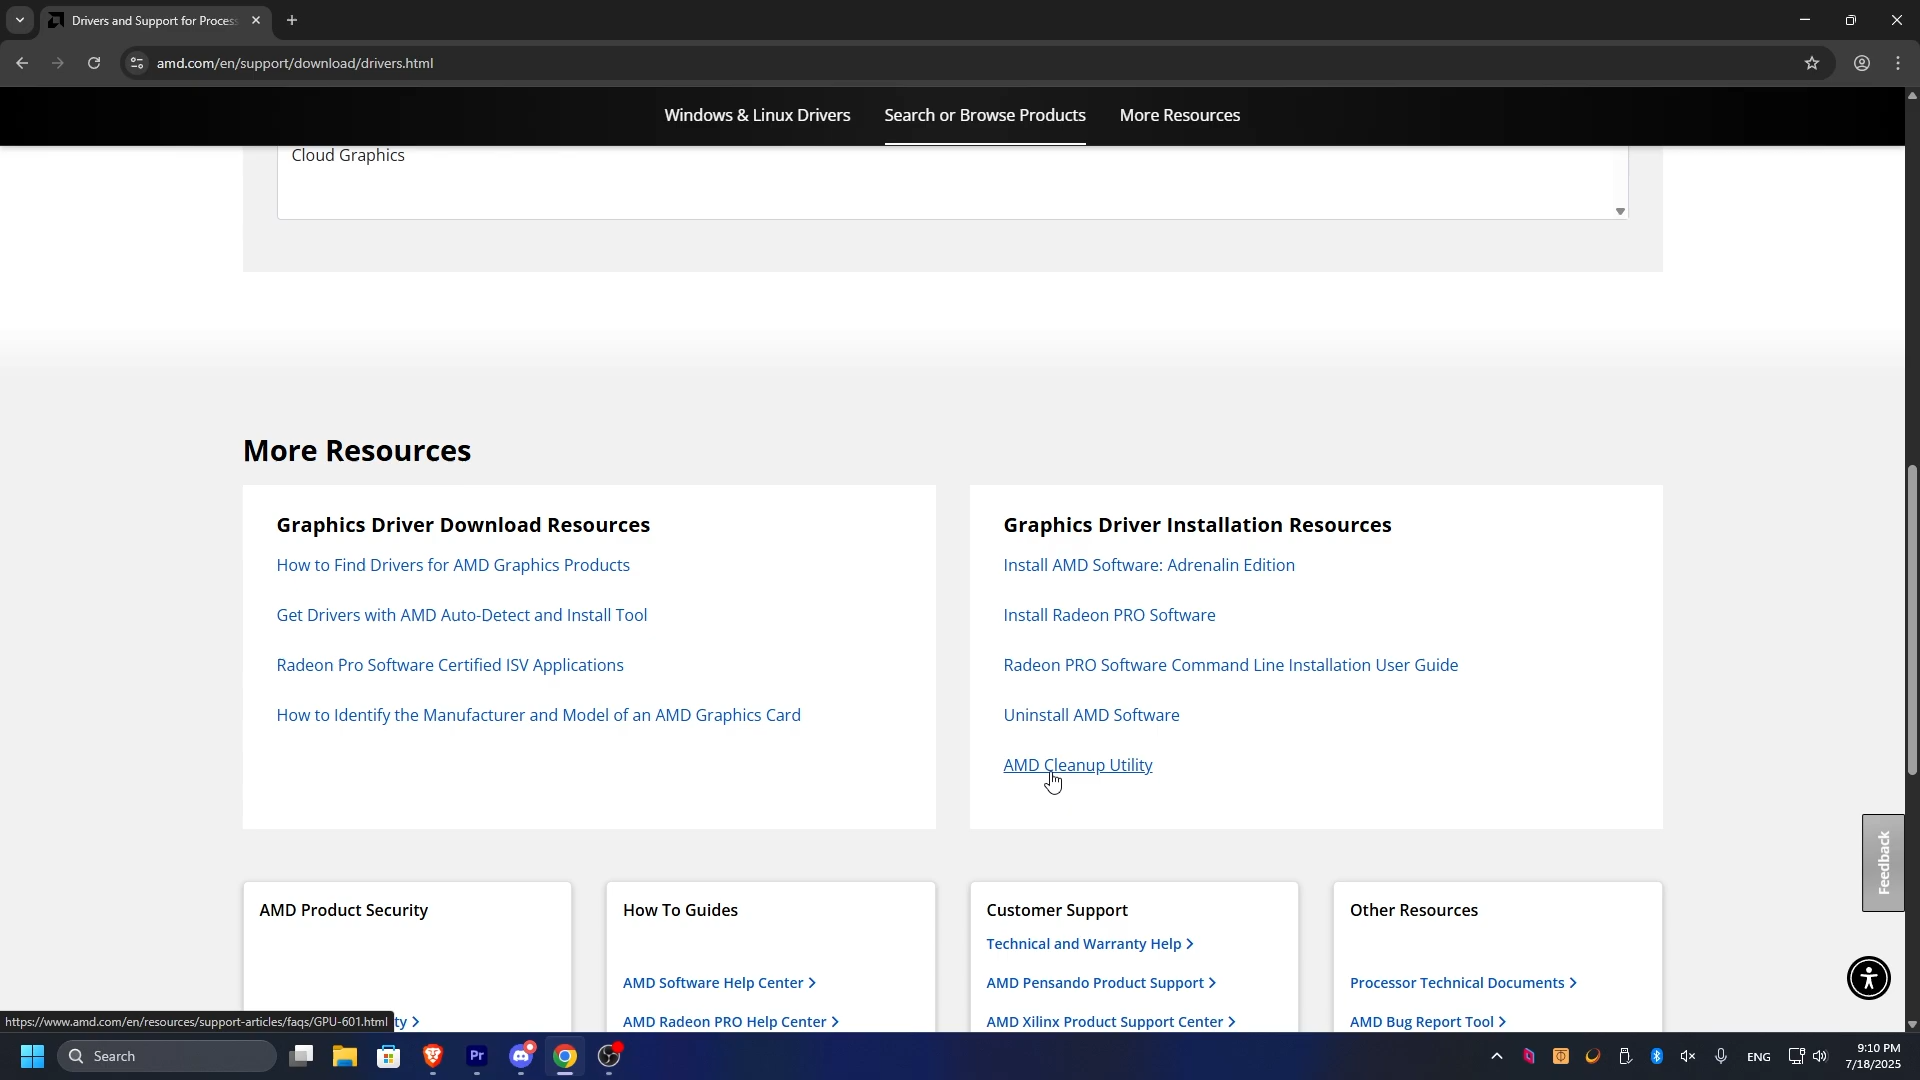 Drivers and Support for Process
amd.com/en/support/download/drivers.html
Windows & Linux Drivers
Search or Browse Products
More Resources
Cloud Graphics
More Resources
Graphics Driver Download Resources
How to Find Drivers for AMD Graphics Products
Get Drivers with AMD Auto-Detect and Install Tool
Radeon Pro Software Certified ISV Applications
How to Identify the Manufacturer and Model of an AMD Graphics Card
Graphics Driver Installation Resources
Install AMD Software: Adrenalin Edition
Install Radeon PRO Software
Radeon PRO Software Command Line Installation User Guide
Uninstall AMD Software
AMD Cleanup Utility
Feedback
AMD Product Security
ty >
How To Guides
AMD Software Help Center >
AMD Radeon PRO Help Center >
Customer Support
Technical and Warranty Help >
AMD Pensando Product Support >
AMD Xilinx Product Support Center >
Other Resources
Processor Technical Documents >
AMD Bug Report Tool >
https://www.amd.com/en/resources/support-articles/faqs/GPU-601.html
Search
Pr
ENG
9:10 PM
7/18/2025